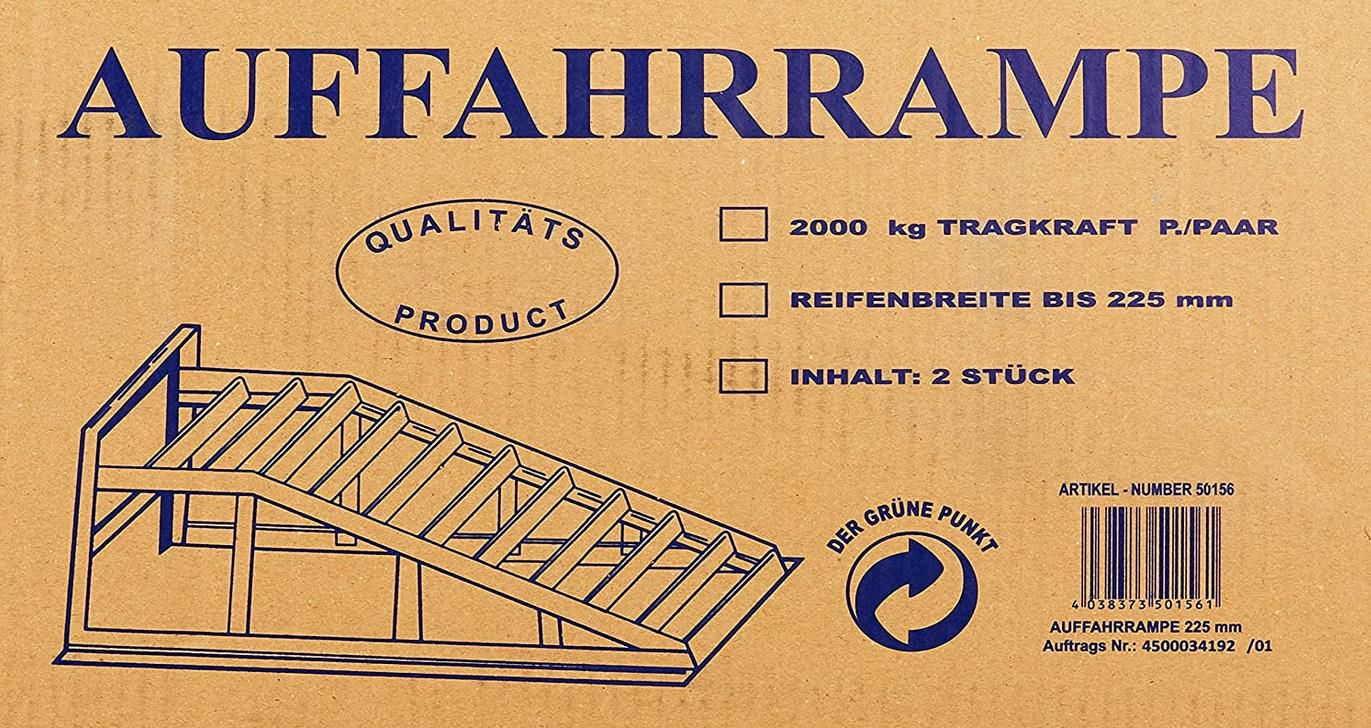 AUFFAHRRAMPE
QUALITÄTS
PRODUCT
2000 kg TRAGKRAFT P./PAAR
REIFENBREITE BIS 225 mm
INHALT: 2 STÜCK
DER GRÜNE PUNKT
ARTIKEL - NUMBER 50156
4 038373 501561
AUFFAHRRAMPE 225 mm
Auftrags Nr.: 4500034192 /01